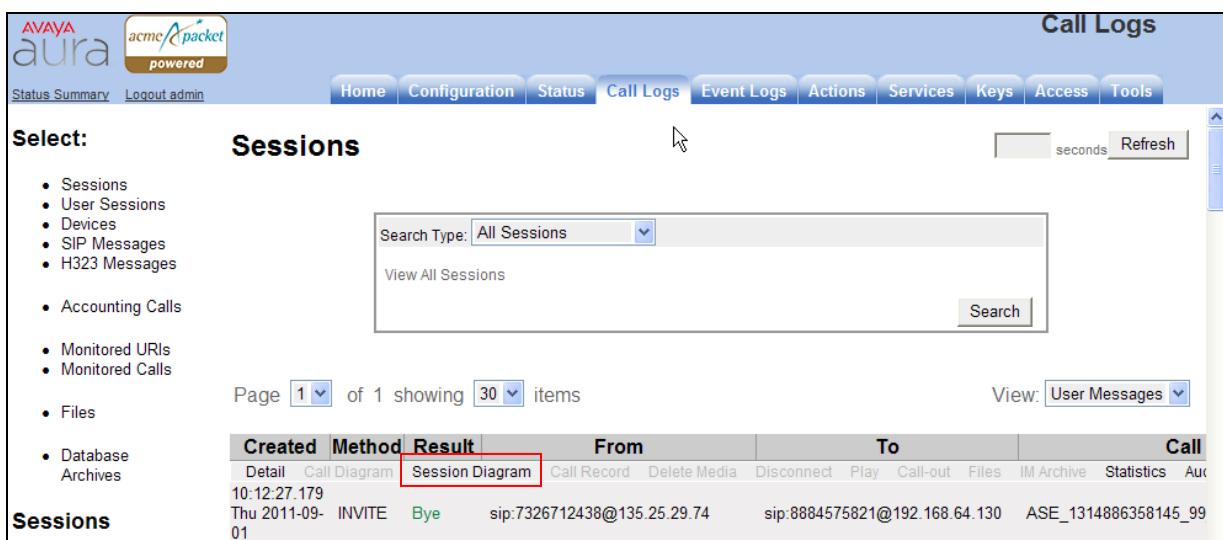 AVAYA
aura
acme packet
powered
Call Logs
Status Summary Logout admin
Home Configuration Status Call Logs Event Logs Actions Services Keys Access Tools
Select:
Sessions
User Sessions
Devices
SIP Messages
H323 Messages
Accounting Calls
Monitored URIs
Monitored Calls
Files
Database
Archives
Sessions
Sessions
seconds Refresh
Search Type: All Sessions
View All Sessions
Search
Page 1 of 1 showing 30 items
View: User Messages
Created Method Result From To Call
Detail Call Diagram Session Diagram Call Record Delete Media Disconnect Play Call-out Files IM Archive Statistics Aud
10:12:27.179
Thu 2011-09- INVITE Bye sip:7326712438@135.25.29.74 sip:8884575821@192.168.64.130 ASE_1314886358145_99
01